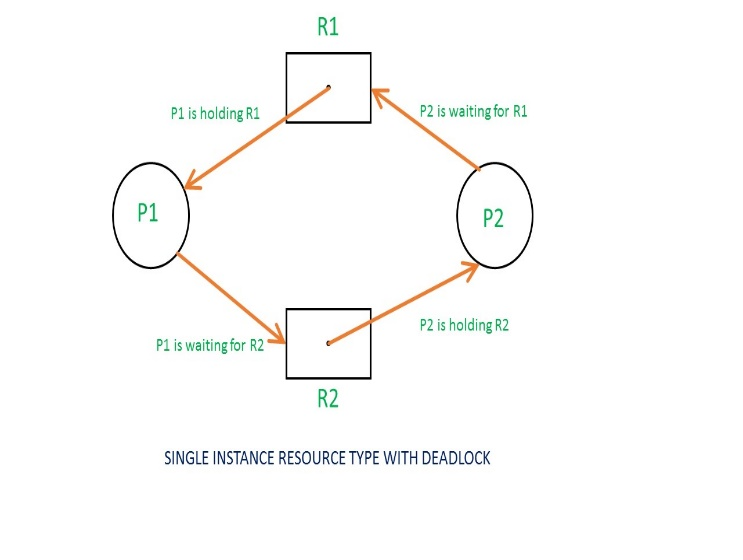 R1
P1 is holding R1
P2 is waiting for R1
P1
P2
P1 is waiting for R2
P2 is holding R2
R2
SINGLE INSTANCE RESOURCE TYPE WITH DEADLOCK